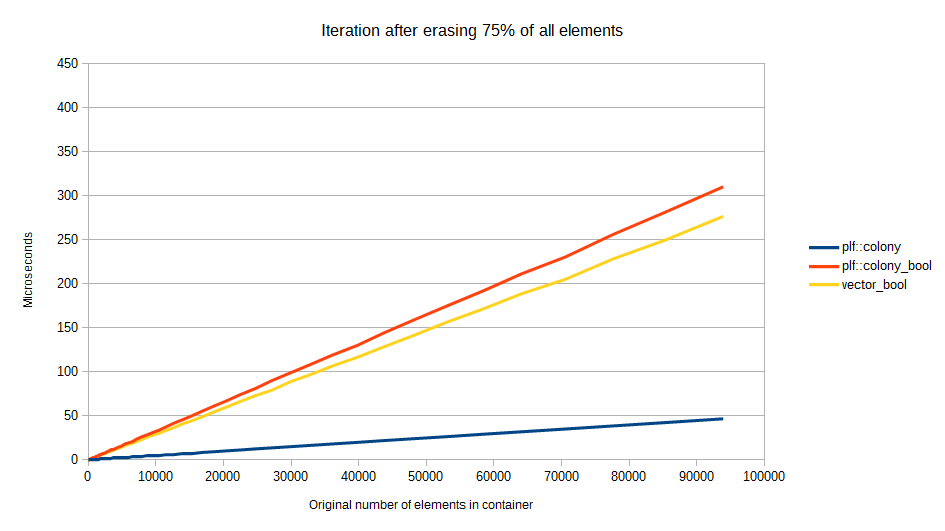 Iteration after erasing 75% of all elements
450
400
350
300
250
200
150
100
50
0
Microseconds
0 10000 20000 30000 40000 50000 60000 70000 80000 90000 100000
Original number of elements in container
plf::colony
plf::colony_bool
vector_bool